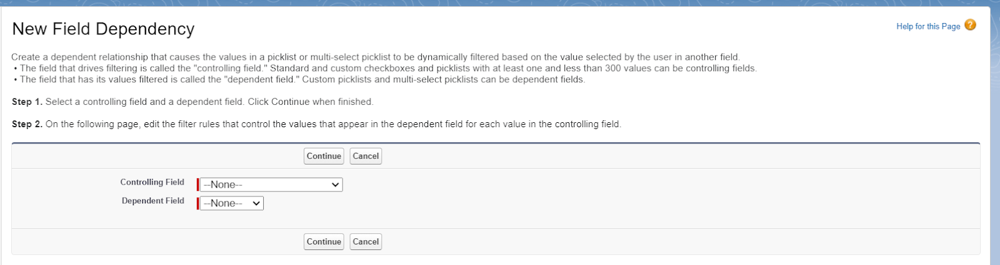 New Field Dependency
Help for this Page ?
Create a dependent relationship that causes the values in a picklist or multi-select picklist to be dynamically filtered based on the value selected by the user in another field.
• The field that drives filtering is called the "controlling field." Standard and custom checkboxes and picklists with at least one and less than 300 values can be controlling fields.
• The field that has its values filtered is called the "dependent field." Custom picklists and multi-select picklists can be dependent fields.
Step 1. Select a controlling field and a dependent field. Click Continue when finished.
Step 2. On the following page, edit the filter rules that control the values that appear in the dependent field for each value in the controlling field.
Continue Cancel
Controlling Field --None--
Dependent Field --None--
Continue Cancel